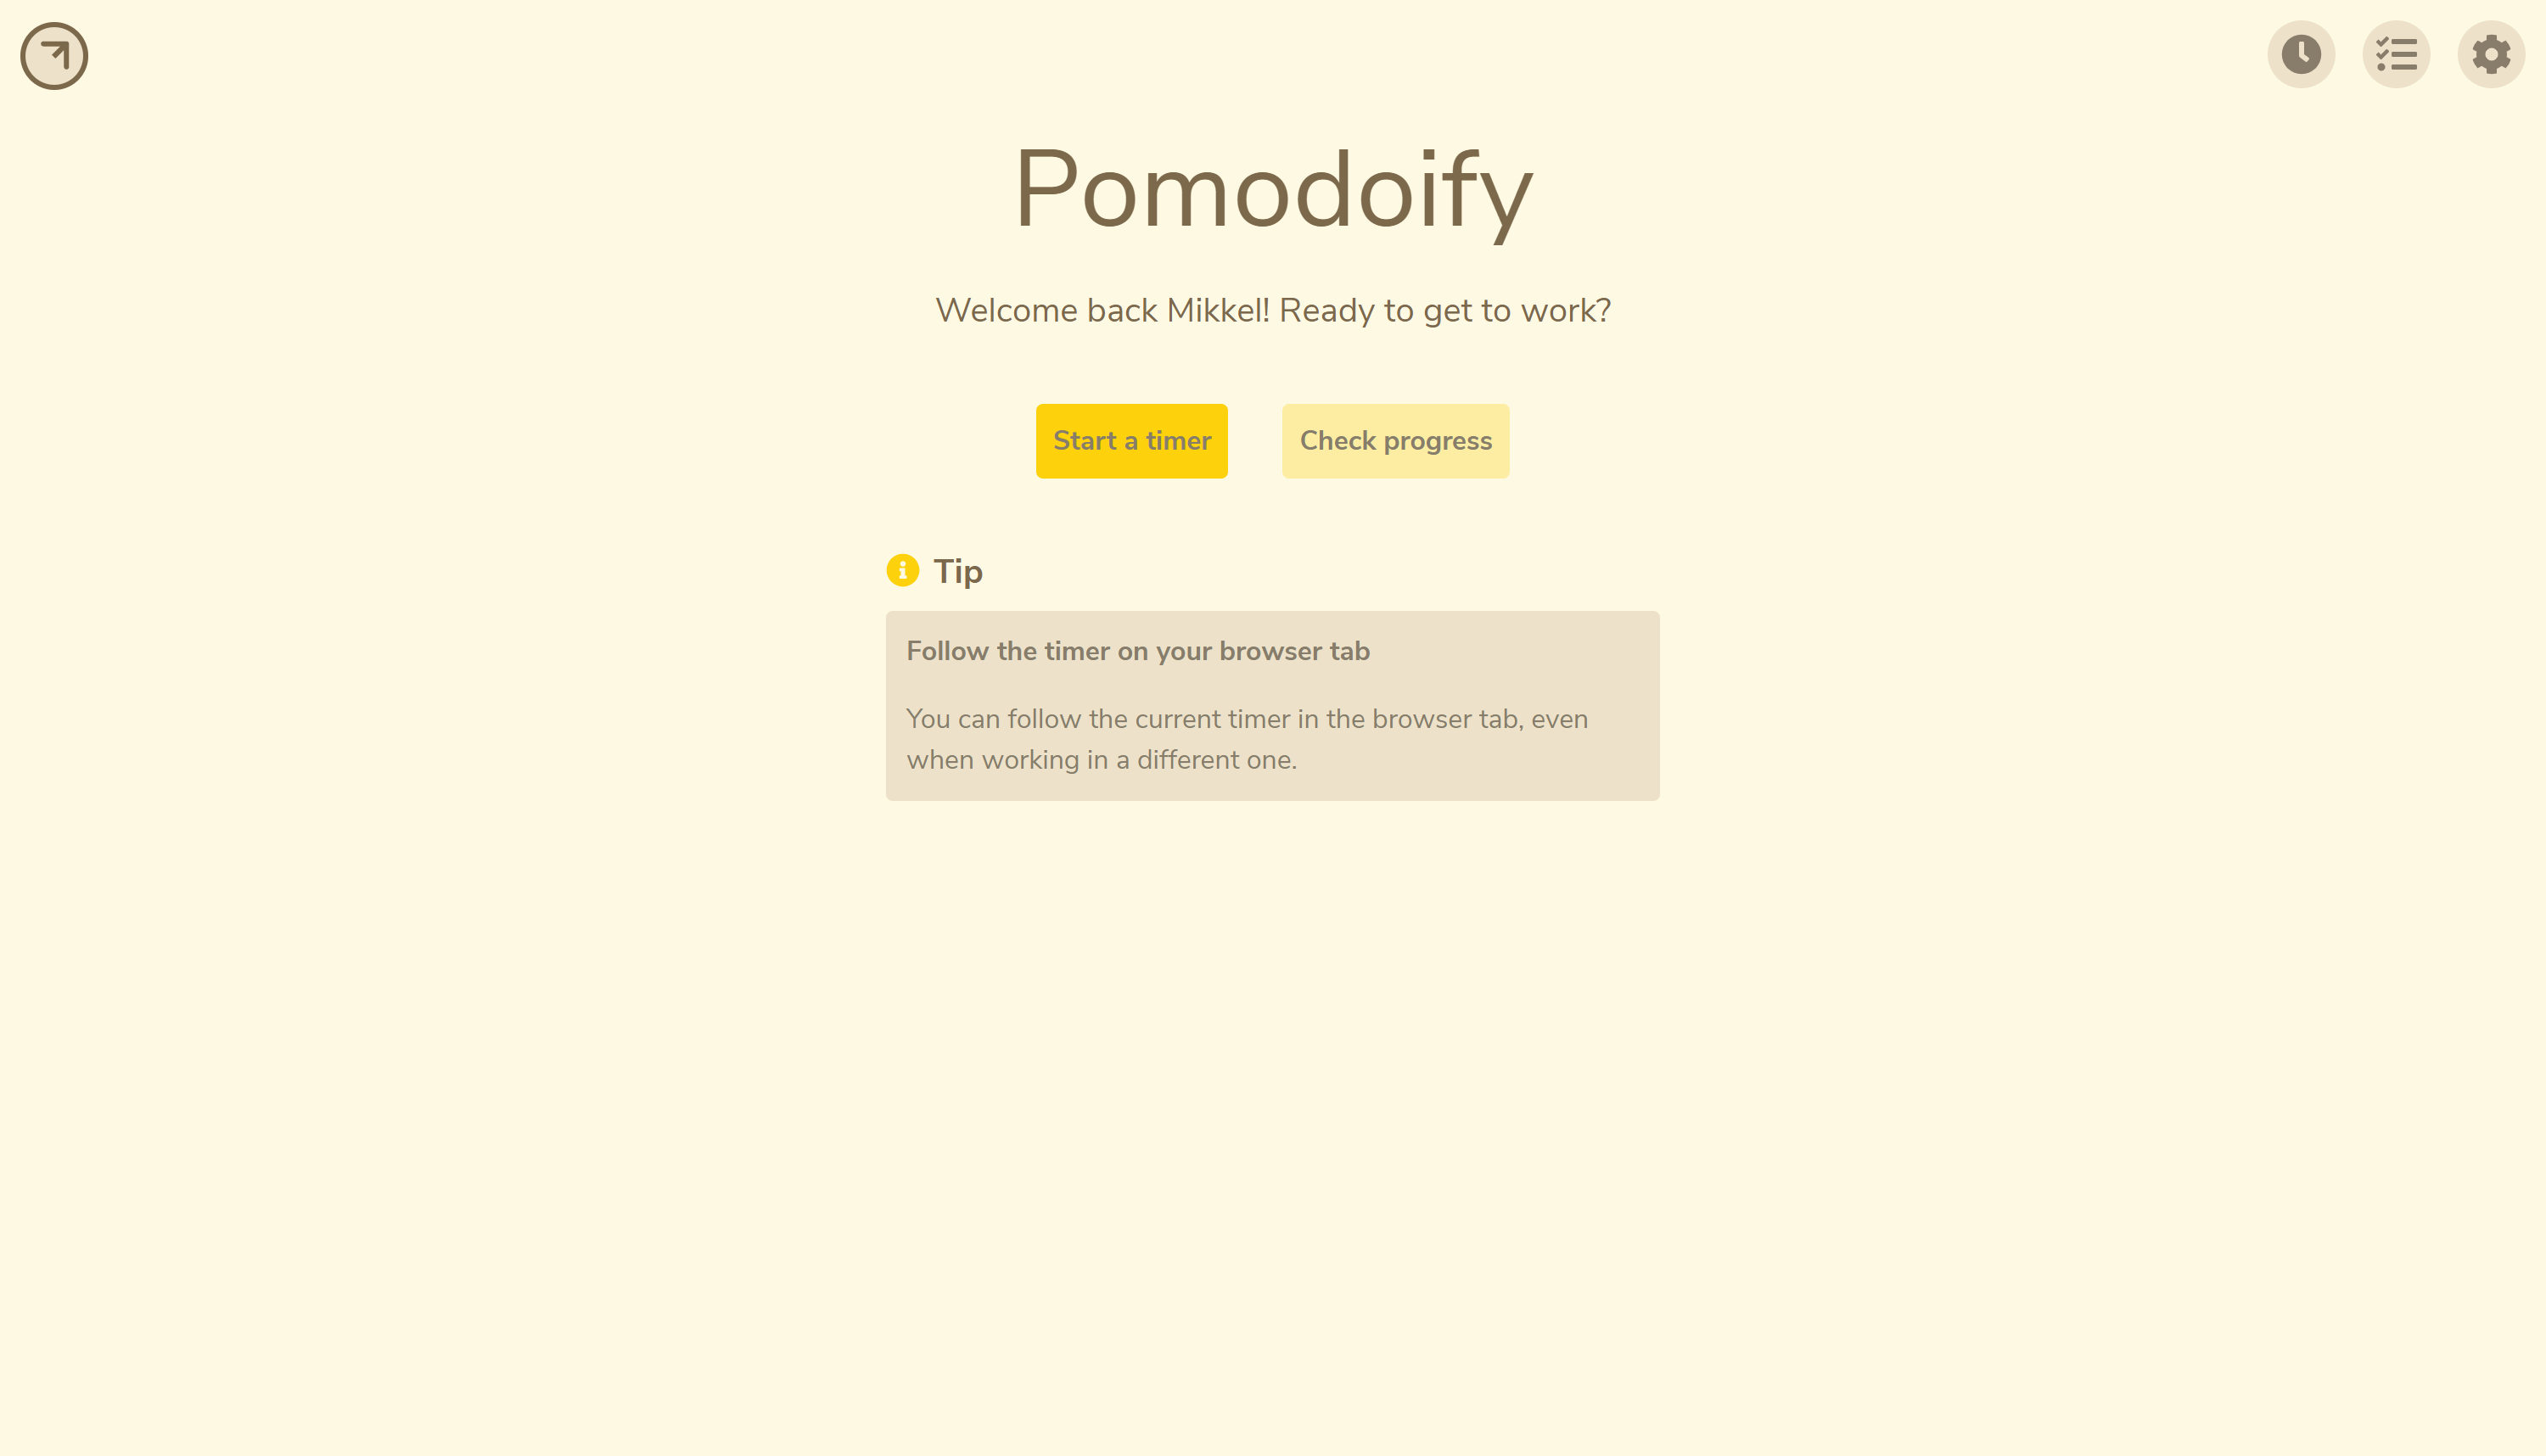 Pomodoify
Welcome back Mikkel! Ready to get to work?
Start a timer
Check progress
Tip
Follow the timer on your browser tab
You can follow the current timer in the browser tab, even
when working in a different one.